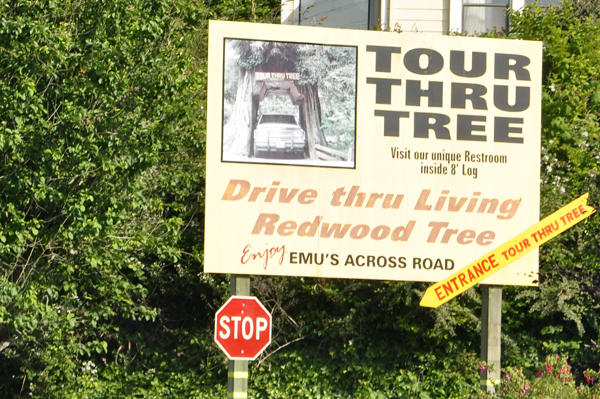 TOUR THRU TREE
TOUR
THRU
TREE
Visit our unique Restroom
inside 8' Log
Drive thru Living
Redwood Tree
Enjoy EMU'S ACROSS ROAD
ENTRANCE TOUR THRU TREE
STOP